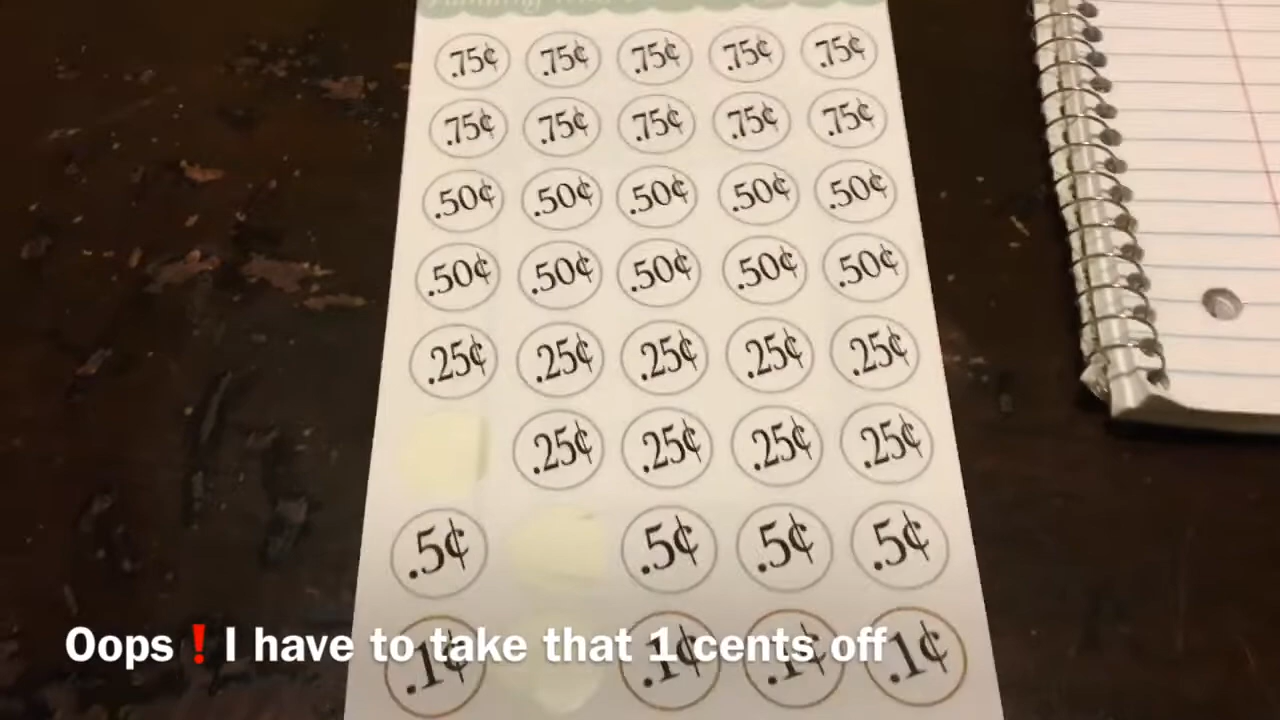 .75¢ .75¢ .75¢ .75¢ .75¢
.75¢ .75¢ .75¢ .75¢ .75¢
.50¢ .50¢ .50¢ .50¢ .50¢
.50¢ .50¢ .50¢ .50¢ .50¢
.25¢ .25¢ .25¢ .25¢ .25¢
.25¢ .25¢ .25¢ .25¢
.5¢ .5¢ .5¢ .5¢
.1¢ .1¢ .1¢ .1¢
Oops❗I have to take that 1 cents off